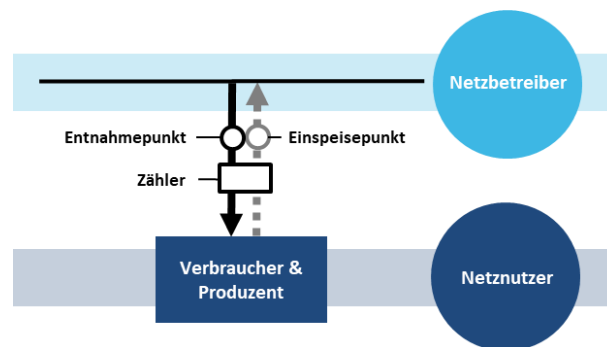 Netzbetreiber
Entnahmepunkt
Einspeisepunkt
Zähler
Verbraucher &
Produzent
Netznutzer